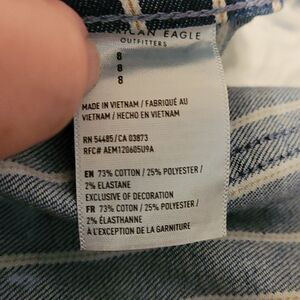 EAGLE
OUTFITTERS
8
8
8
MADE IN VIETNAM / FABRIQUÉ AU
VIETNAM / HECHO EN VIETNAM
RN 54485/CA 03873
RFC# AEM120605U9A
EN 73% COTTON / 25% POLYESTER /
2% ELASTANE
EXCLUSIVE OF DECORATION
FR 73% COTON / 25% POLYESTER /
2% ÉLASTHANNE
À L'EXCEPTION DE LA GARNITURE